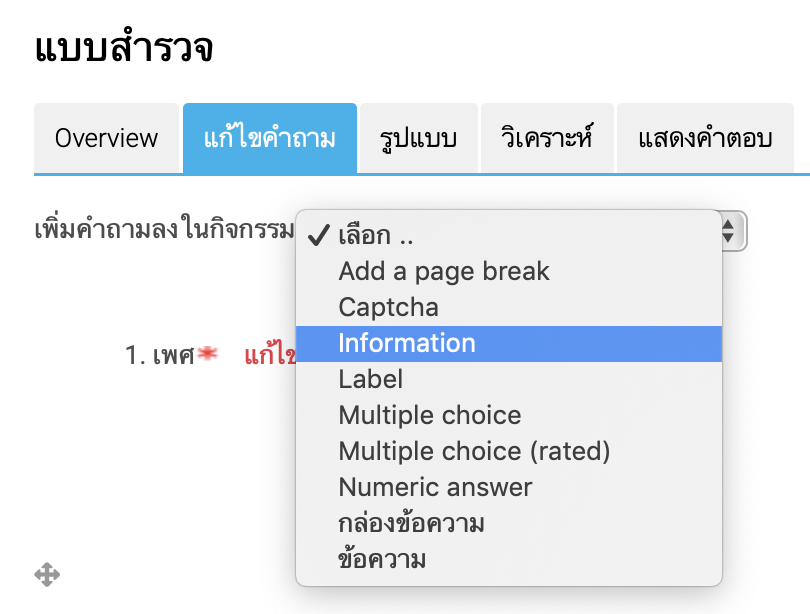 แบบสำรวจ
Overview แก้ไขคำถาม รูปแบบ วิเคราะห์ แสดงคำตอบ
เพิ่มคำถามลงในกิจกรรม
✓ เลือก ..
Add a page break
Captcha
Information
1. เพศ* แก้ไข
Label
Multiple choice
Multiple choice (rated)
Numeric answer
กล่องข้อความ
ข้อความ